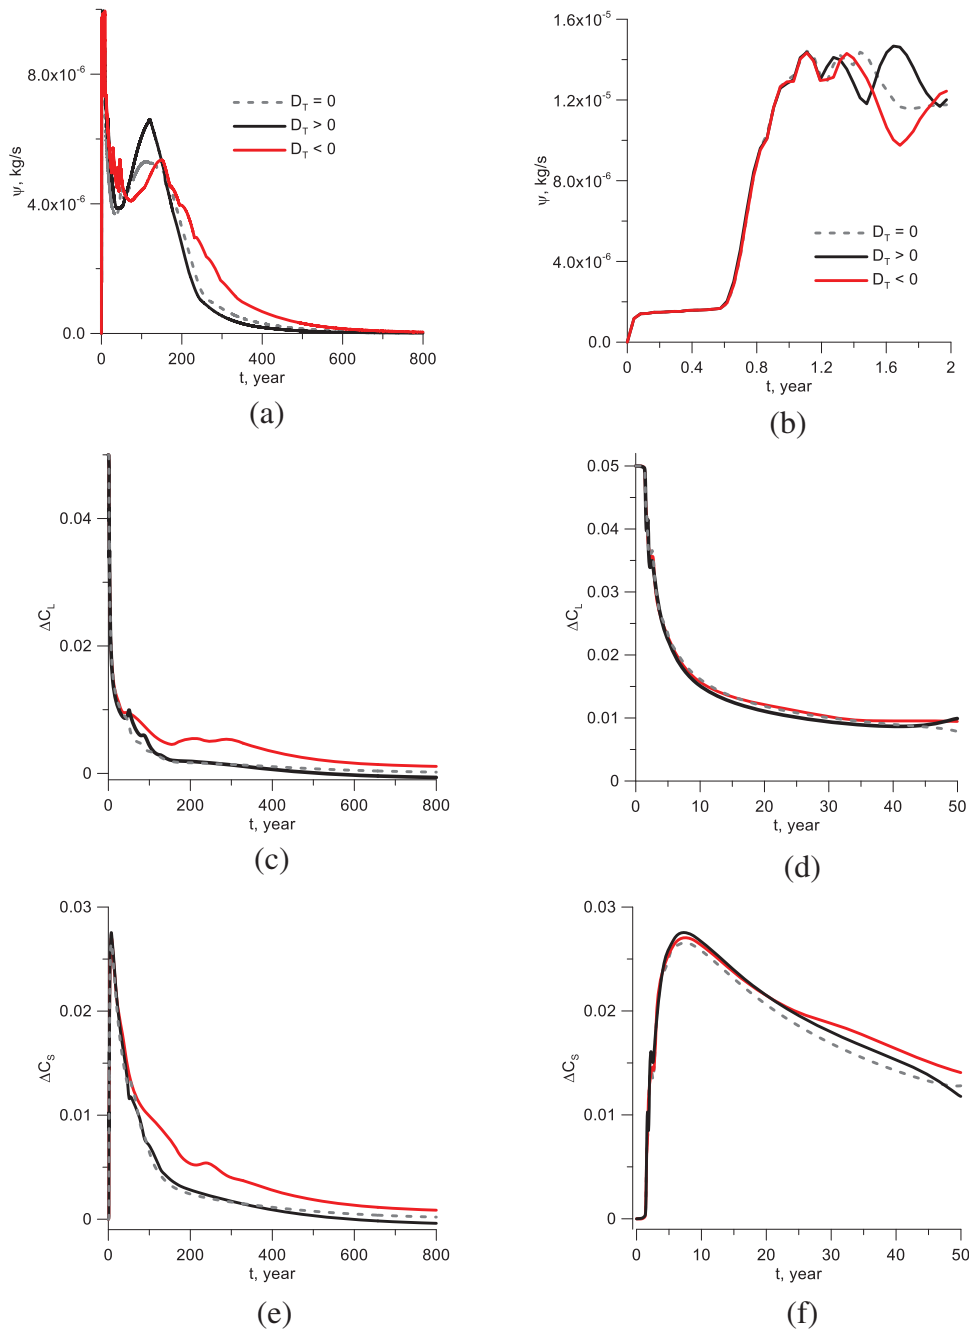 8.0x10⁻⁶
4.0x10⁻⁶
0.0
ψ, kg/s
D_T = 0
D_T > 0
D_T < 0
0 200 400 600 800
t, year
(a)
1.6x10⁻⁵
1.2x10⁻⁵
8.0x10⁻⁶
4.0x10⁻⁶
0.0
ψ, kg/s
D_T = 0
D_T > 0
D_T < 0
0 0.4 0.8 1.2 1.6 2
t, year
(b)
0.04
0.02
0
ΔC_L
0 200 400 600 800
t, year
(c)
0.05
0.04
0.03
0.02
0.01
0
ΔC_L
0 10 20 30 40 50
t, year
(d)
0.03
0.02
0.01
0
ΔC_S
0 200 400 600 800
t, year
(e)
0.03
0.02
0.01
0
ΔC_S
0 10 20 30 40 50
t, year
(f)